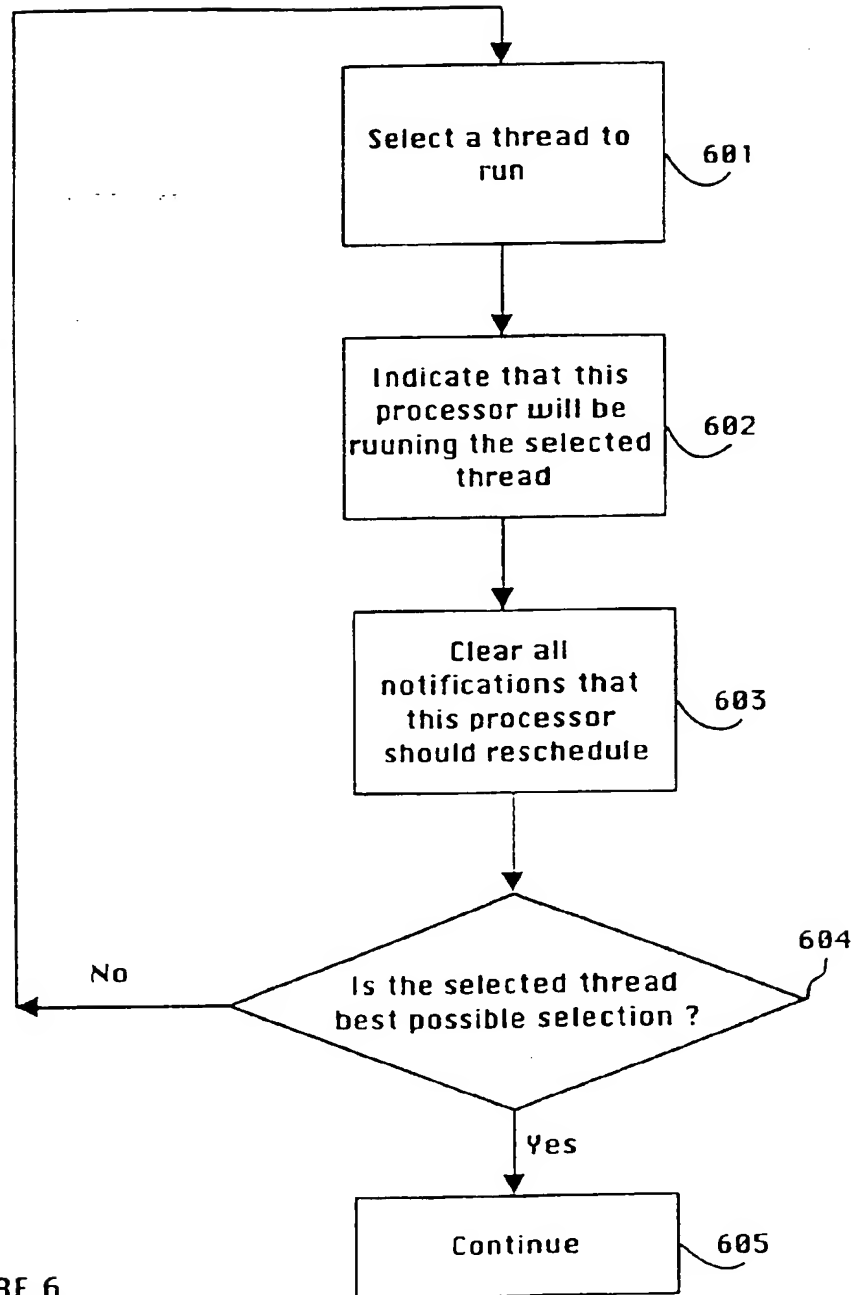 Select a thread to
run
601
Indicate that this
processor will be
ruuning the selected
thread
602
Clear all
notifications that
this processor
should reschedule
603
604
No
Is the selected thread
best possible selection ?
Yes
Continue
605
RE 6